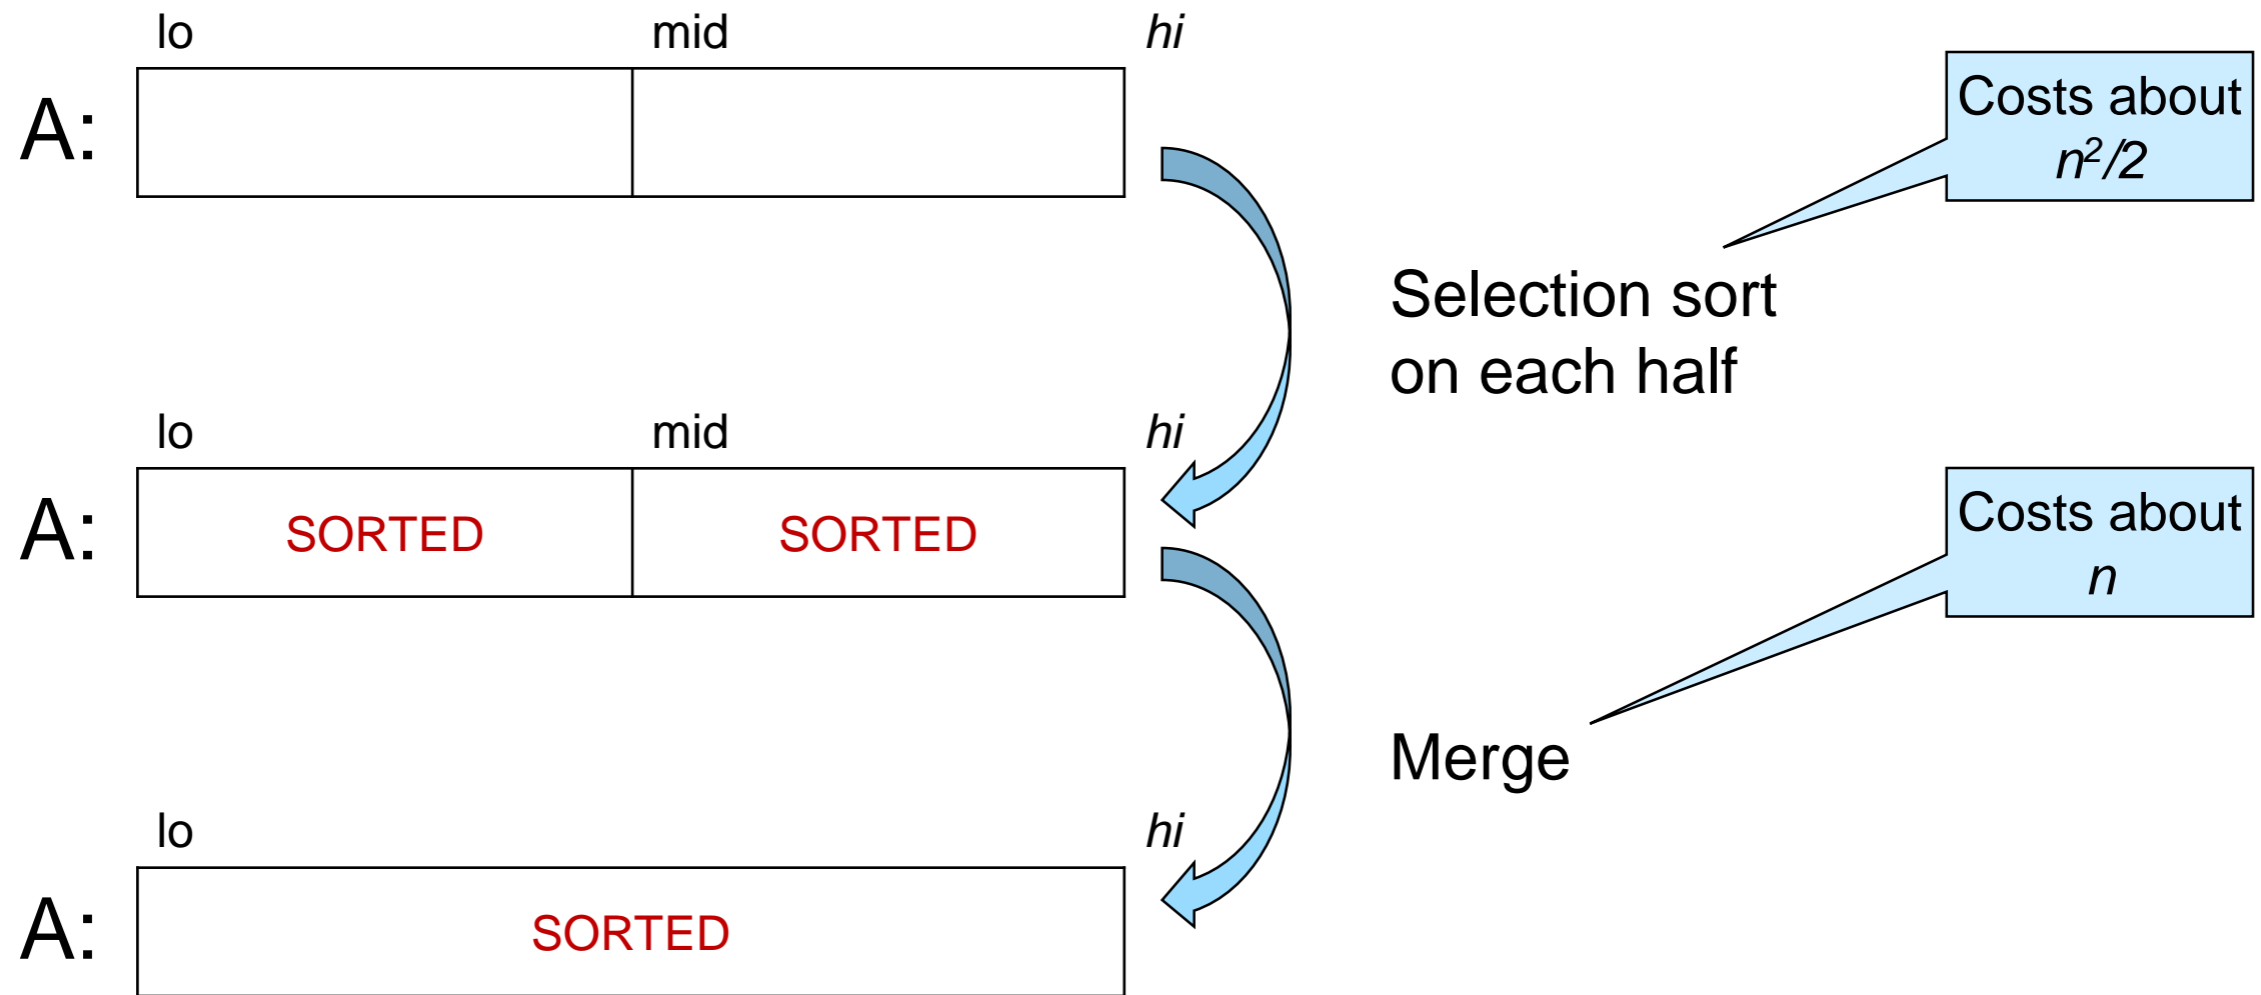 lo mid hi
A:
Costs about
n²/2
Selection sort
on each half
lo mid hi
A: SORTED SORTED
Costs about
n
Merge
lo hi
A: SORTED